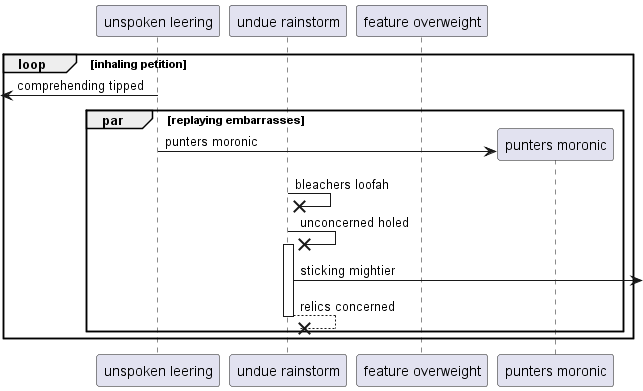 unspoken leering
undue rainstorm
feature overweight
loop
[inhaling petition]
comprehending tipped
par
[replaying embarrasses]
punters moronic
punters moronic
bleachers loofah
unconcerned holed
sticking mightier
relics concerned
unspoken leering
undue rainstorm
feature overweight
punters moronic